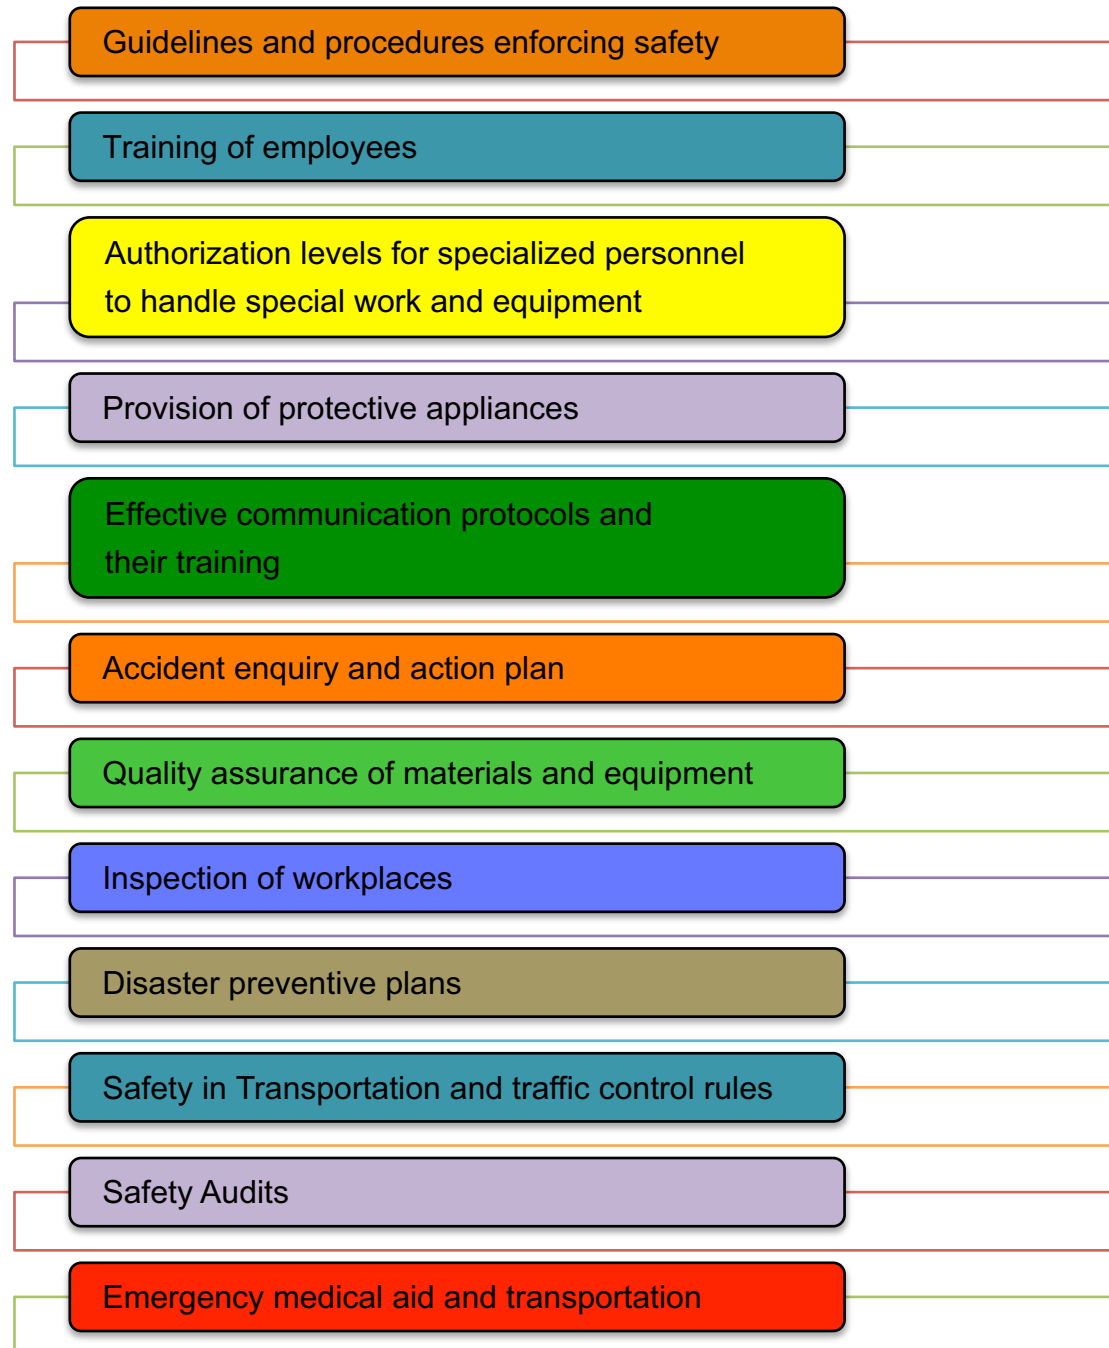 Guidelines and procedures enforcing safety
Training of employees
Authorization levels for specialized personnel
to handle special work and equipment
Provision of protective appliances
Effective communication protocols and
their training
Accident enquiry and action plan
Quality assurance of materials and equipment
Inspection of workplaces
Disaster preventive plans
Safety in Transportation and traffic control rules
Safety Audits
Emergency medical aid and transportation